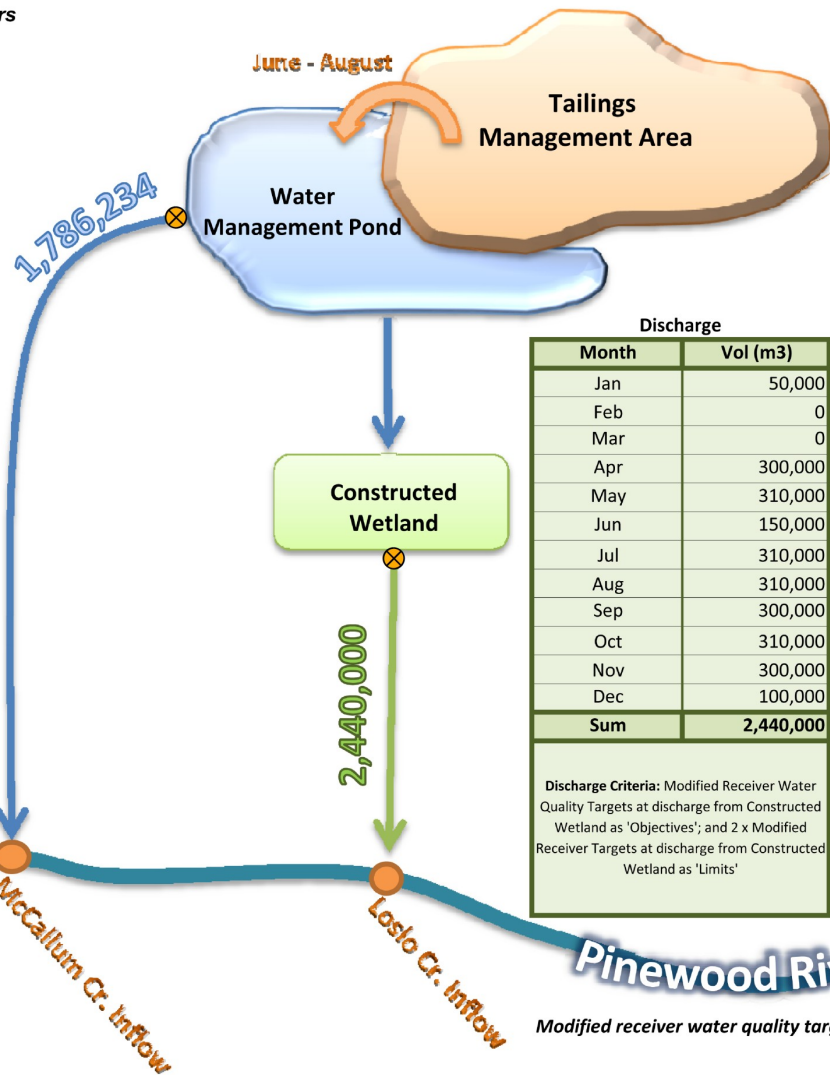 rs
June - August
Tailings
Management Area
Water
Management Pond
1,786,234
Discharge
Month Vol (m3)
Jan 50,000
Feb 0
Mar 0
Apr 300,000
May 310,000
Jun 150,000
Jul 310,000
Aug 310,000
Sep 300,000
Oct 310,000
Nov 300,000
Dec 100,000
Sum 2,440,000
Constructed
Wetland
2,440,000
Discharge Criteria: Modified Receiver Water
Quality Targets at discharge from Constructed
Wetland as 'Objectives'; and 2 x Modified
Receiver Targets at discharge from Constructed
Wetland as 'Limits'
McCallum Cr. Inflow
Loslo Cr. Inflow
Pinewood Riv
Modified receiver water quality targ